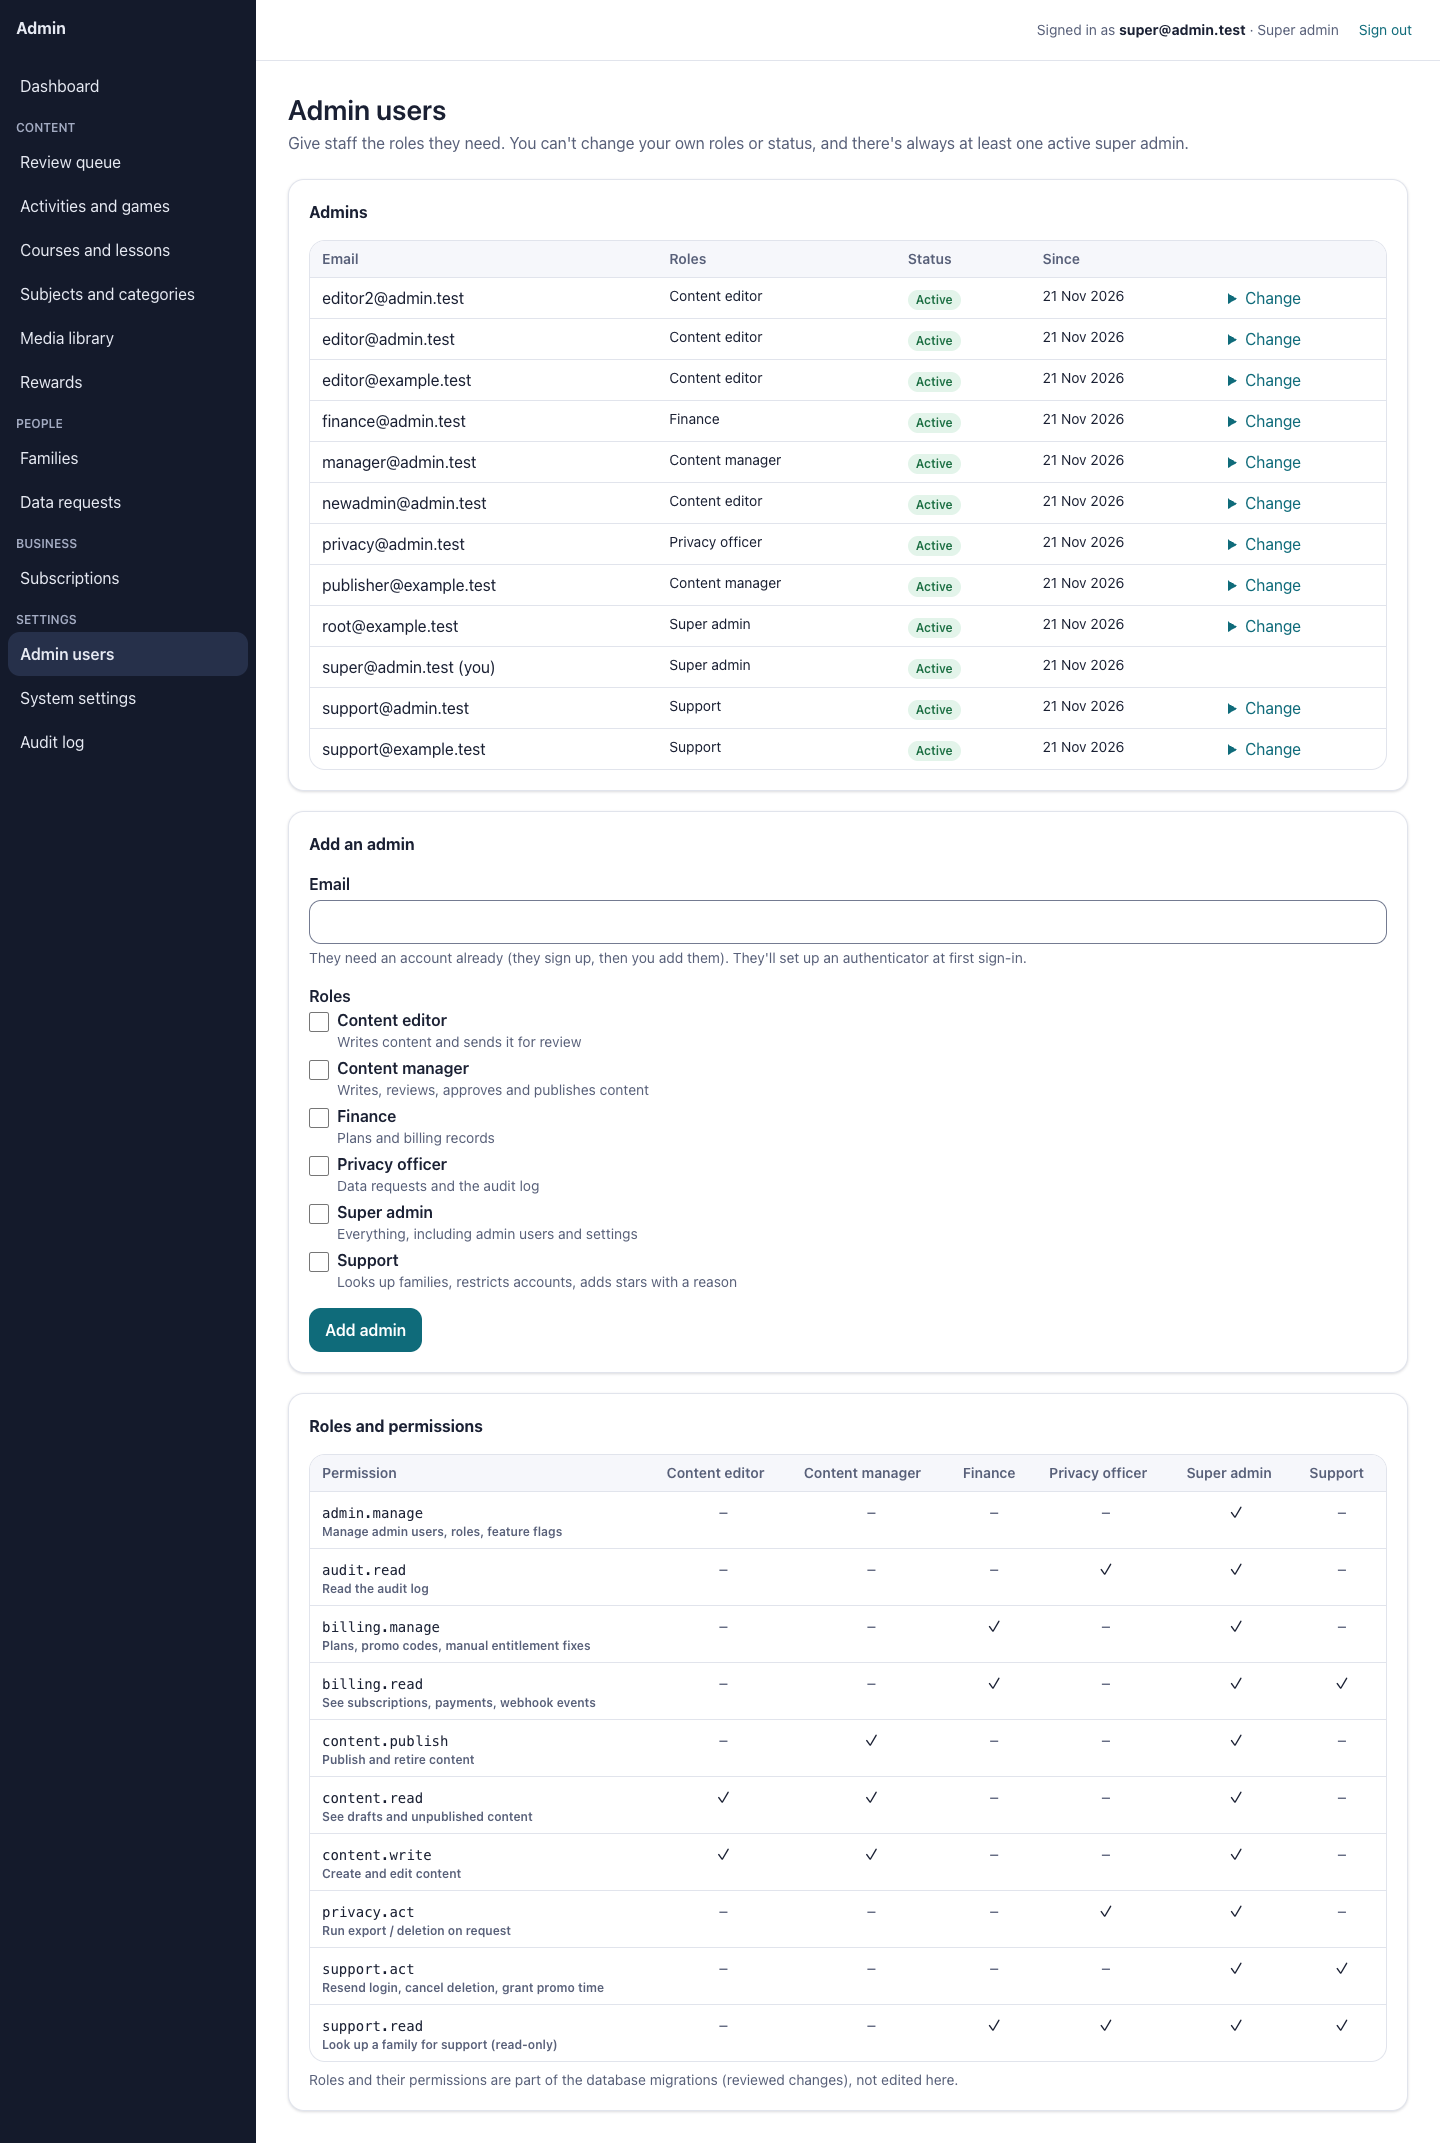 Admin
Signed in as super@admin.test · Super admin
Sign out
Dashboard
CONTENT
Review queue
Activities and games
Courses and lessons
Subjects and categories
Media library
Rewards
PEOPLE
Families
Data requests
BUSINESS
Subscriptions
SETTINGS
Admin users
System settings
Audit log
Admin users
Give staff the roles they need. You can't change your own roles or status, and there's always at least one active super admin.
Admins
Email Roles Status Since
editor2@admin.test Content editor Active 21 Nov 2026 ▶ Change
editor@admin.test Content editor Active 21 Nov 2026 ▶ Change
editor@example.test Content editor Active 21 Nov 2026 ▶ Change
finance@admin.test Finance Active 21 Nov 2026 ▶ Change
manager@admin.test Content manager Active 21 Nov 2026 ▶ Change
newadmin@admin.test Content editor Active 21 Nov 2026 ▶ Change
privacy@admin.test Privacy officer Active 21 Nov 2026 ▶ Change
publisher@example.test Content manager Active 21 Nov 2026 ▶ Change
root@example.test Super admin Active 21 Nov 2026 ▶ Change
super@admin.test (you) Super admin Active 21 Nov 2026
support@admin.test Support Active 21 Nov 2026 ▶ Change
support@example.test Support Active 21 Nov 2026 ▶ Change
Add an admin
Email
They need an account already (they sign up, then you add them). They'll set up an authenticator at first sign-in.
Roles
Content editor
Writes content and sends it for review
Content manager
Writes, reviews, approves and publishes content
Finance
Plans and billing records
Privacy officer
Data requests and the audit log
Super admin
Everything, including admin users and settings
Support
Looks up families, restricts accounts, adds stars with a reason
Add admin
Roles and permissions
Permission Content editor Content manager Finance Privacy officer Super admin Support
admin.manage – – – – ✓ –
Manage admin users, roles, feature flags
audit.read – – – ✓ ✓ –
Read the audit log
billing.manage – – ✓ – ✓ –
Plans, promo codes, manual entitlement fixes
billing.read – – ✓ – ✓ ✓
See subscriptions, payments, webhook events
content.publish – ✓ – – ✓ –
Publish and retire content
content.read ✓ ✓ – – ✓ –
See drafts and unpublished content
content.write ✓ ✓ – – ✓ –
Create and edit content
privacy.act – – – ✓ ✓ –
Run export / deletion on request
support.act – – – – ✓ ✓
Resend login, cancel deletion, grant promo time
support.read – – ✓ ✓ ✓ ✓
Look up a family for support (read-only)
Roles and their permissions are part of the database migrations (reviewed changes), not edited here.